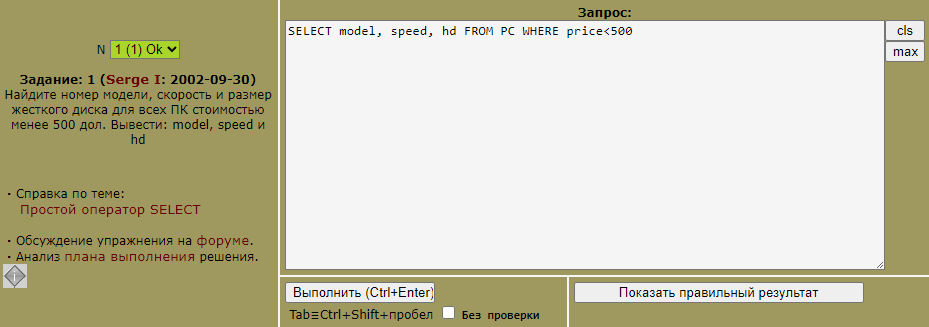 N 1 (1) Ok
Задание: 1 (Serge I: 2002-09-30)
Найдите номер модели, скорость и размер
жесткого диска для всех ПК стоимостью
менее 500 дол. Вывести: model, speed и
hd
· Справка по теме:
Простой оператор SELECT
· Обсуждение упражнения на форуме.
· Анализ плана выполнения решения.
Запрос:
SELECT model, speed, hd FROM PC WHERE price<500
cls
max
Выполнить (Ctrl+Enter)
Tab≡Ctrl+Shift+пробел Без проверки
Показать правильный результат